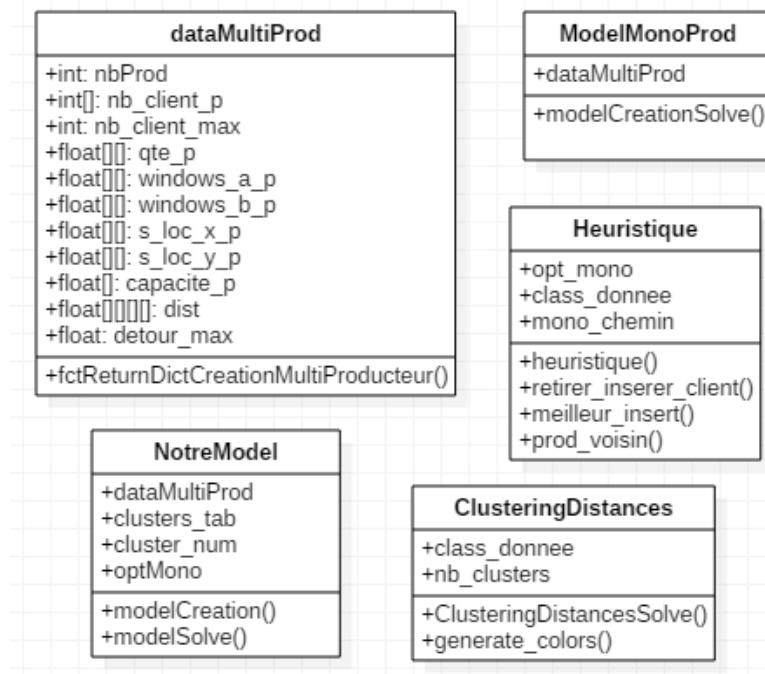 dataMultiProd
+int: nbProd
+int[]: nb_client_p
+int: nb_client_max
+float[][]: qte_p
+float[][]: windows_a_p
+float[][]: windows_b_p
+float[][]: s_loc_x_p
+float[][]: s_loc_y_p
+float[]: capacite_p
+float[][][][]: dist
+float: detour_max
+fctReturnDictCreationMultiProducteur()
ModelMonoProd
+dataMultiProd
+modelCreationSolve()
Heuristique
+opt_mono
+class_donnee
+mono_chemin
+heuristique()
+retirer_inserer_client()
+meilleur_insert()
+prod_voisin()
NotreModel
+dataMultiProd
+clusters_tab
+cluster_num
+optMono
+modelCreation()
+modelSolve()
ClusteringDistances
+class_donnee
+nb_clusters
+ClusteringDistancesSolve()
+generate_colors()